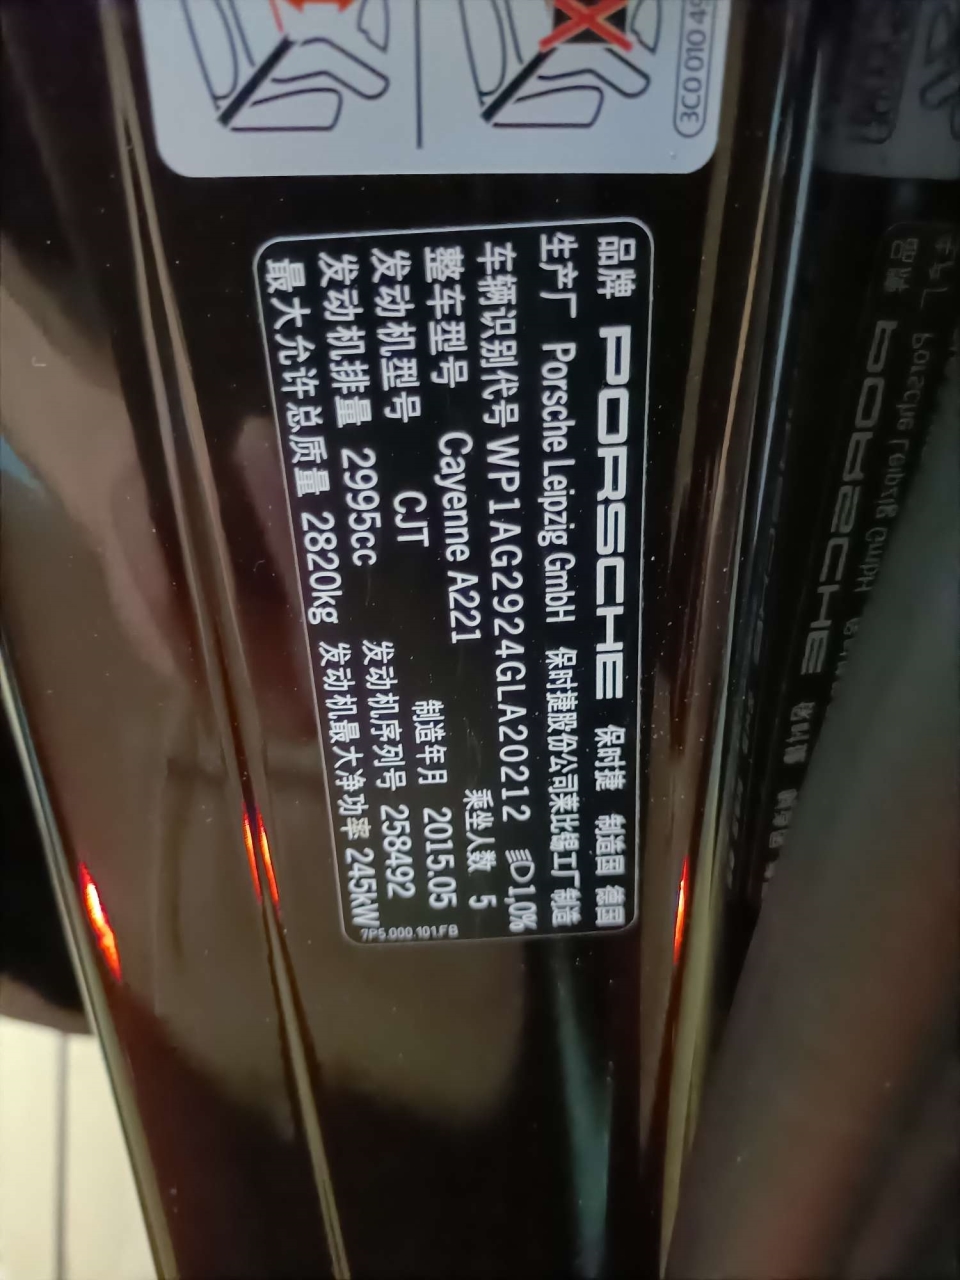 3C0 010 49
品牌 PORSCHE 保时捷 制造国 德国
生产厂 Porsche Leipzig GmbH 保时捷股份公司莱比锡工厂制造
车辆识别代号 WP1AG2924GLA20212 1,0%
整车型号 Cayenne A221 乘坐人数 5
发动机型号 CJT 制造年月 2015.05
发动机排量 2995cc 发动机序列号 258492
最大允许总质量 2820kg 发动机最大净功率 245kW
7P5.000.101.FB